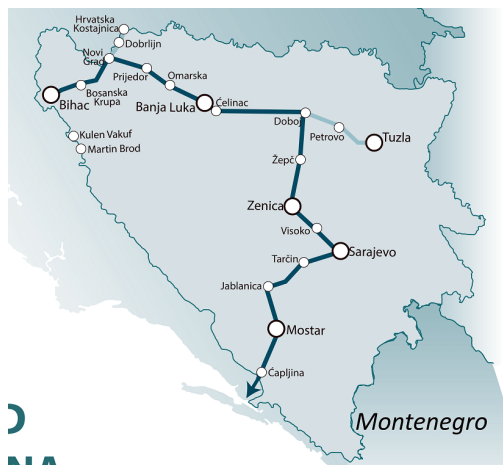 Hrvatska
Kostajnica
Dobrlijn
Novi
Grad
Prijedor
Omarska
Bihac
Bosanska
Krupa
Banja Luka
Čelinac
Doboj
Petrovo
Tuzla
Kulen Vakuf
Martin Brod
Žepč
Zenica
Visoko
Sarajevo
Tarčin
Jablanica
Mostar
Čapljina
Montenegro